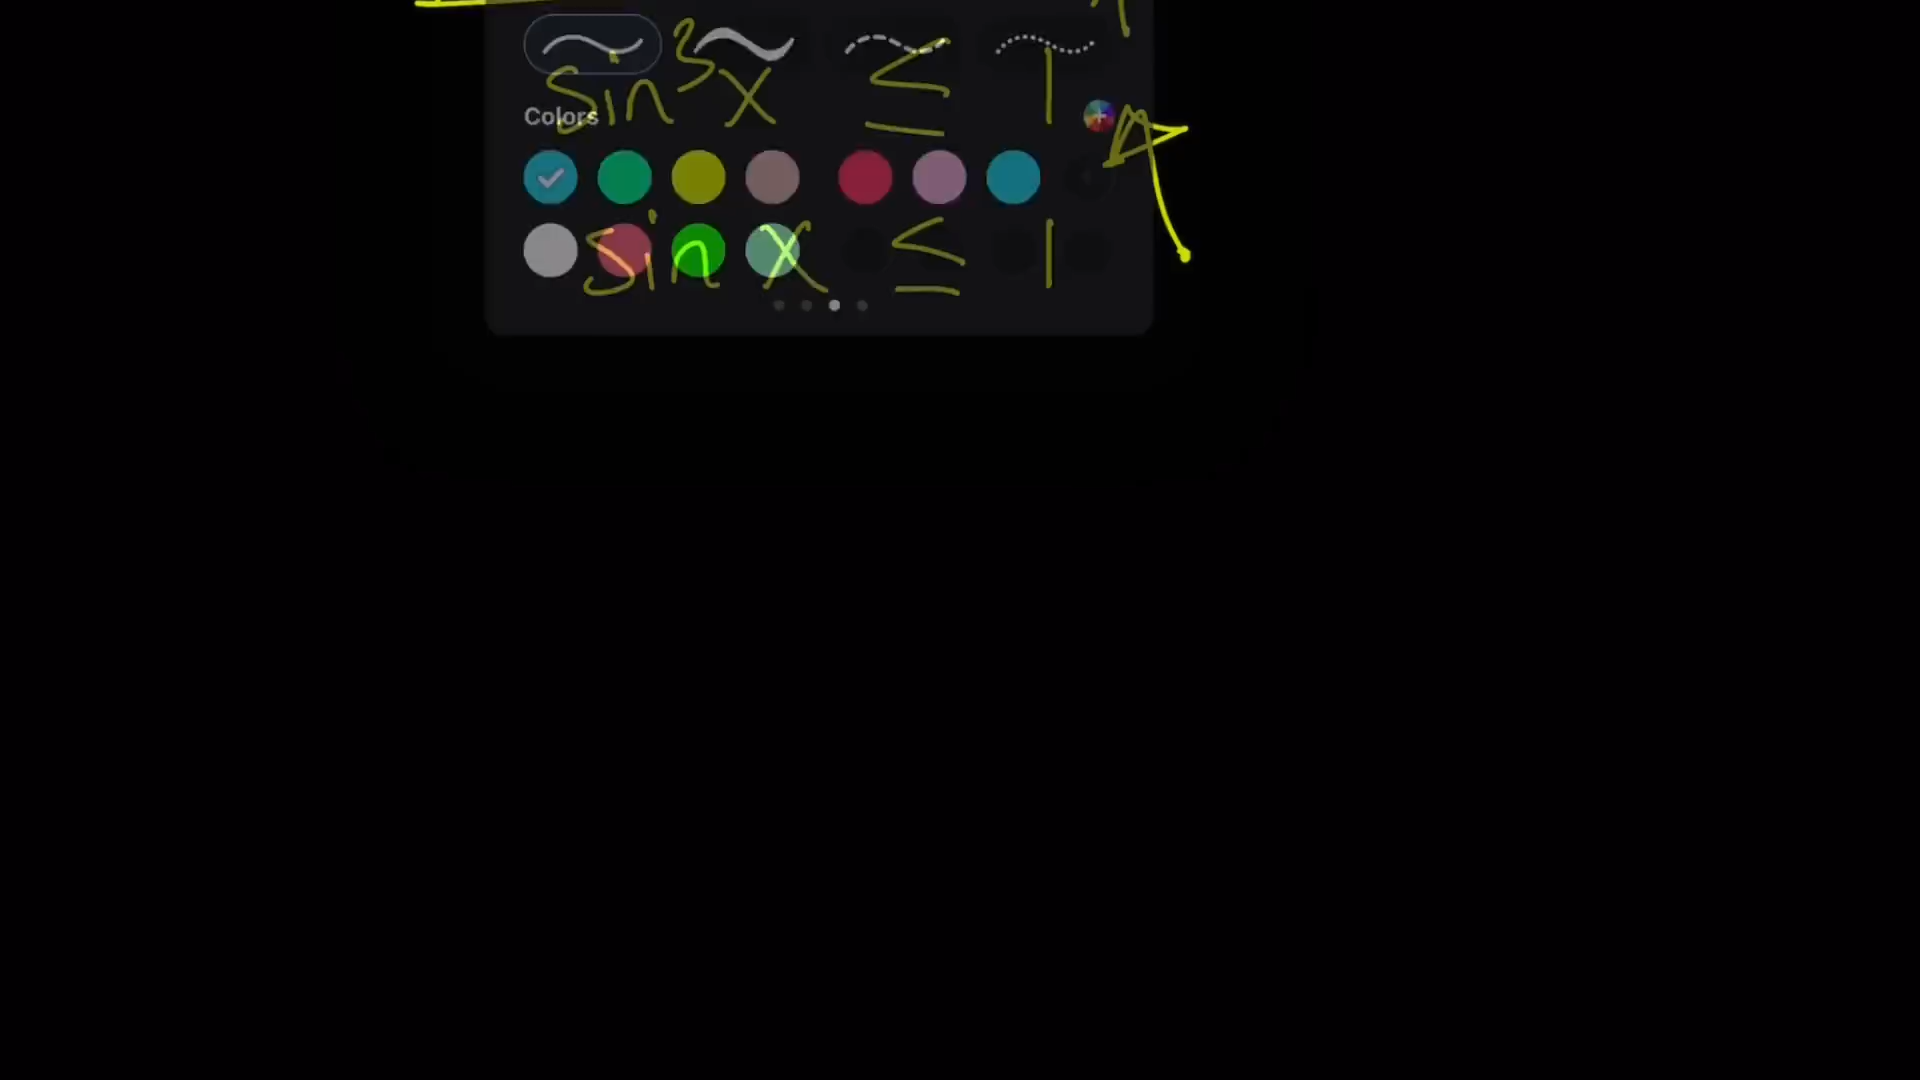 sin³x ≤ 1
Colors
sin x ≤ 1